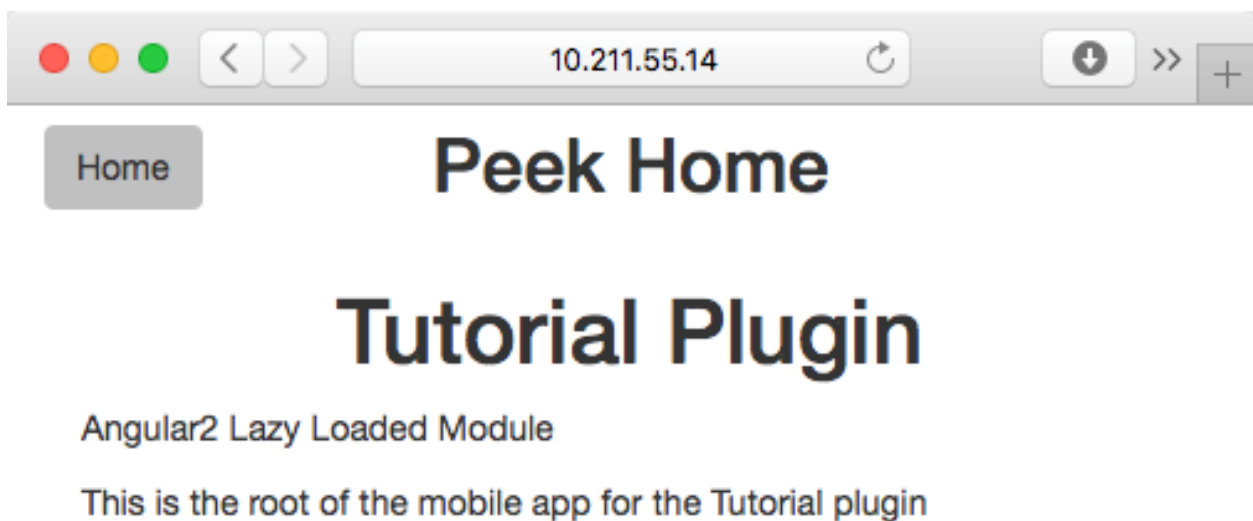 10.211.55.14
Home
Peek Home
Tutorial Plugin
Angular2 Lazy Loaded Module
This is the root of the mobile app for the Tutorial plugin